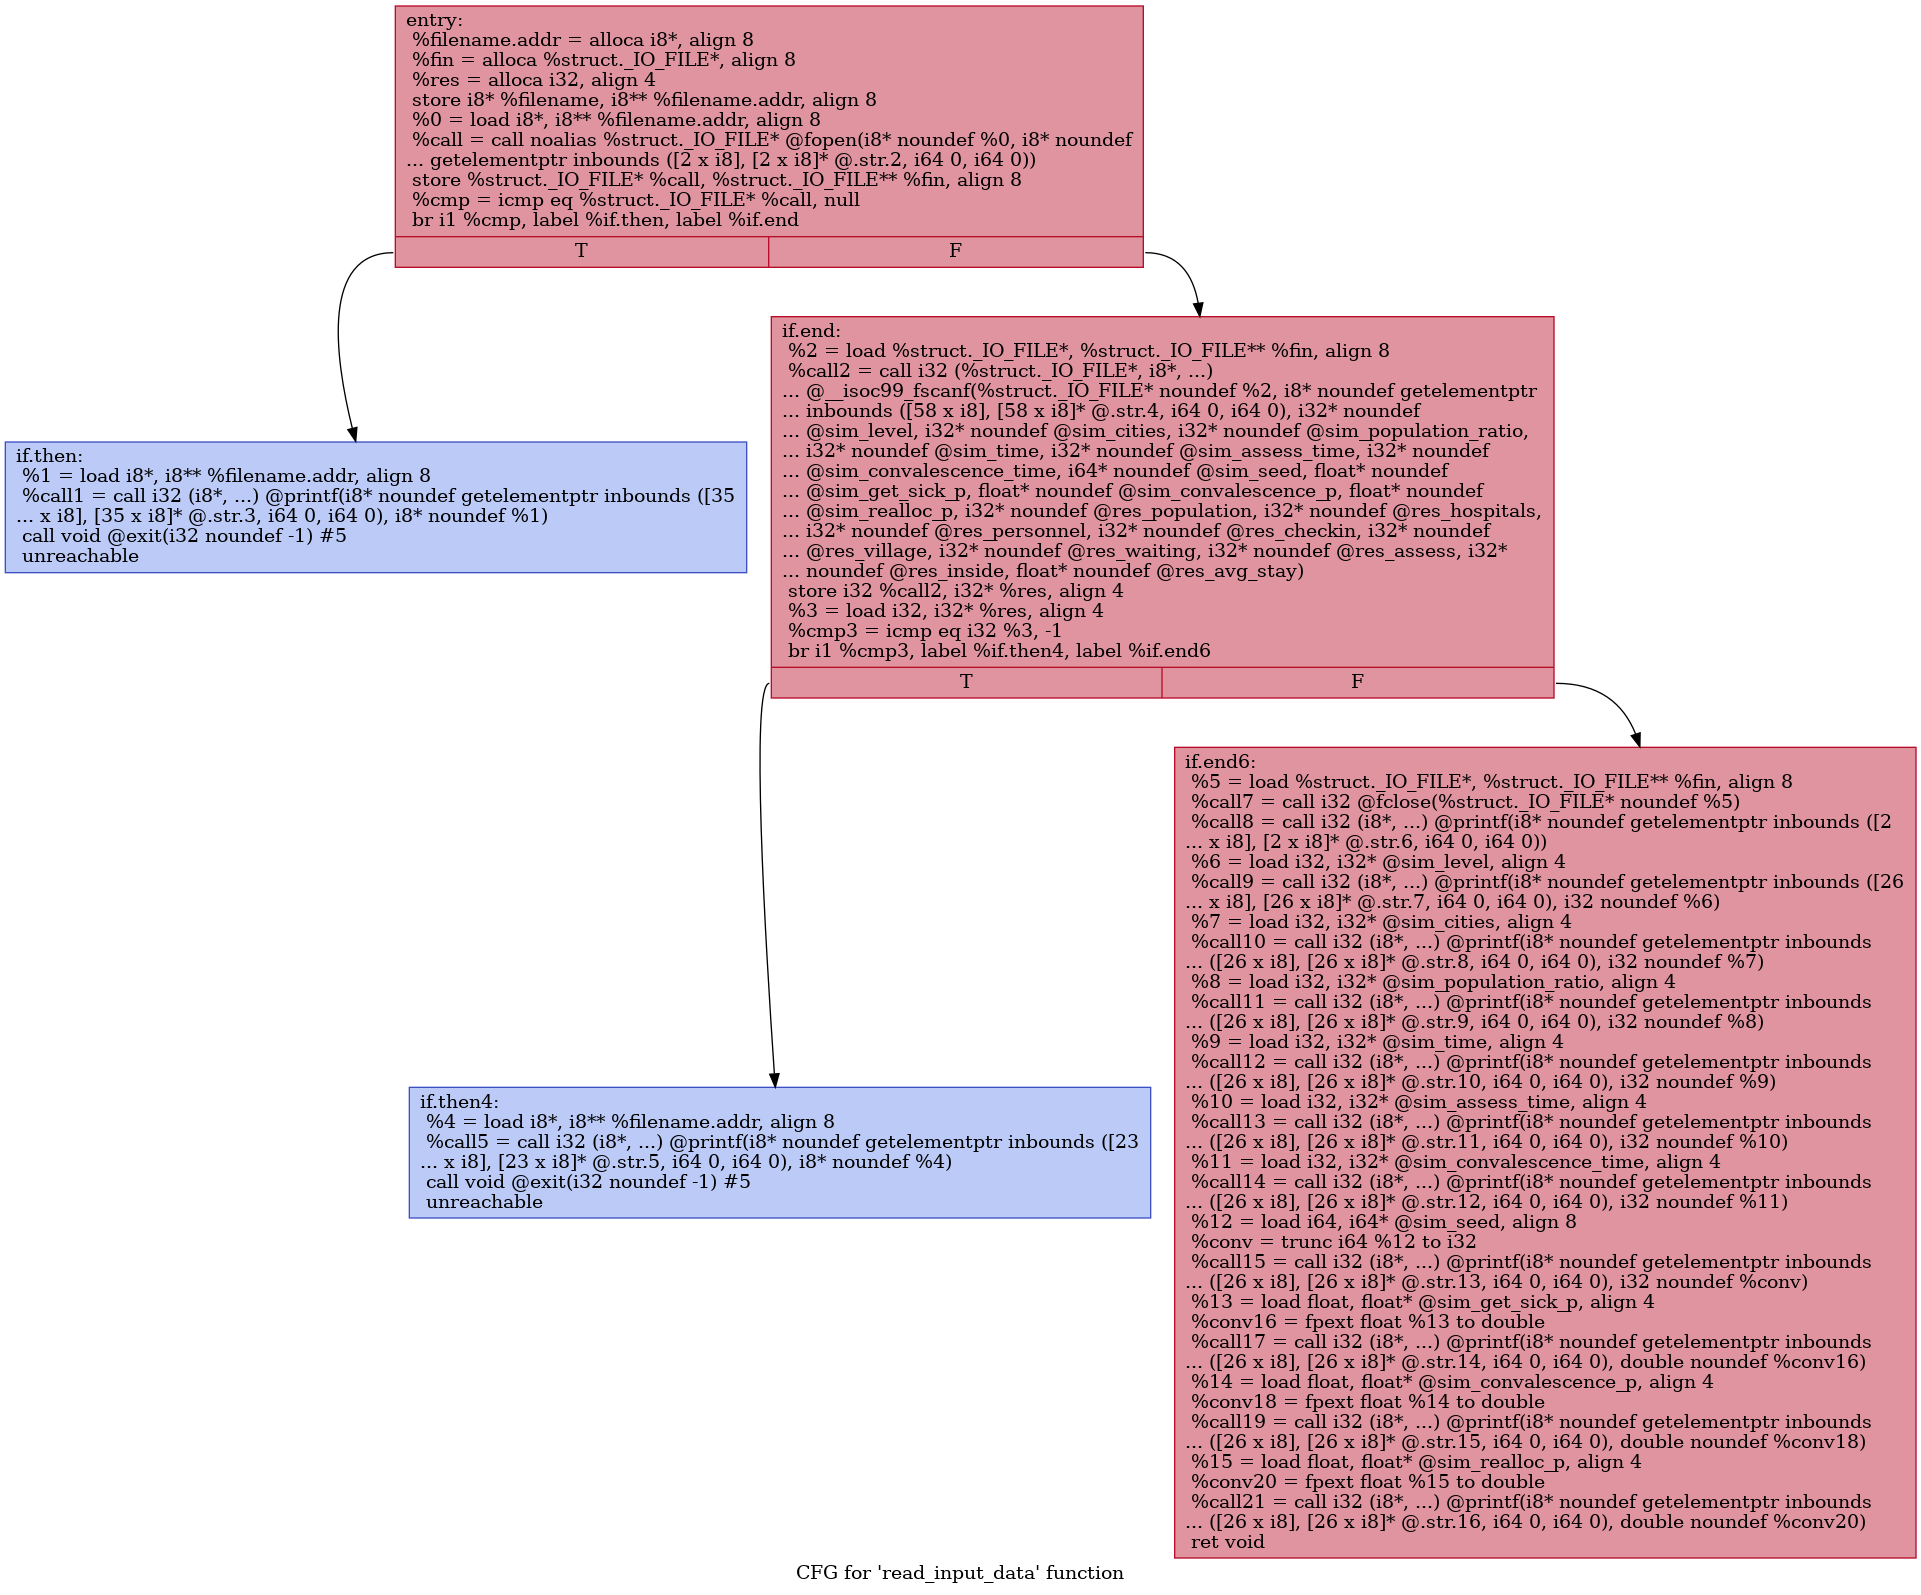 entry:
%filename.addr = alloca i8*, align 8
%fin = alloca %struct._IO_FILE*, align 8
%res = alloca i32, align 4
store i8* %filename, i8** %filename.addr, align 8
%0 = load i8*, i8** %filename.addr, align 8
%call = call noalias %struct._IO_FILE* @fopen(i8* noundef %0, i8* noundef
... getelementptr inbounds ([2 x i8], [2 x i8]* @.str.2, i64 0, i64 0))
store %struct._IO_FILE* %call, %struct._IO_FILE** %fin, align 8
%cmp = icmp eq %struct._IO_FILE* %call, null
br i1 %cmp, label %if.then, label %if.end
T F
if.end:
%2 = load %struct._IO_FILE*, %struct._IO_FILE** %fin, align 8
%call2 = call i32 (%struct._IO_FILE*, i8*, ...)
... @__isoc99_fscanf(%struct._IO_FILE* noundef %2, i8* noundef getelementptr
... inbounds ([58 x i8], [58 x i8]* @.str.4, i64 0, i64 0), i32* noundef
... @sim_level, i32* noundef @sim_cities, i32* noundef @sim_population_ratio,
... i32* noundef @sim_time, i32* noundef @sim_assess_time, i32* noundef
... @sim_convalescence_time, i64* noundef @sim_seed, float* noundef
... @sim_get_sick_p, float* noundef @sim_convalescence_p, float* noundef
... @sim_realloc_p, i32* noundef @res_population, i32* noundef @res_hospitals,
... i32* noundef @res_personnel, i32* noundef @res_checkin, i32* noundef
... @res_village, i32* noundef @res_waiting, i32* noundef @res_assess, i32*
... noundef @res_inside, float* noundef @res_avg_stay)
store i32 %call2, i32* %res, align 4
%3 = load i32, i32* %res, align 4
%cmp3 = icmp eq i32 %3, -1
br i1 %cmp3, label %if.then4, label %if.end6
T F
if.then:
%1 = load i8*, i8** %filename.addr, align 8
%call1 = call i32 (i8*, ...) @printf(i8* noundef getelementptr inbounds ([35
... x i8], [35 x i8]* @.str.3, i64 0, i64 0), i8* noundef %1)
call void @exit(i32 noundef -1) #5
unreachable
if.end6:
%5 = load %struct._IO_FILE*, %struct._IO_FILE** %fin, align 8
%call7 = call i32 @fclose(%struct._IO_FILE* noundef %5)
%call8 = call i32 (i8*, ...) @printf(i8* noundef getelementptr inbounds ([2
... x i8], [2 x i8]* @.str.6, i64 0, i64 0))
%6 = load i32, i32* @sim_level, align 4
%call9 = call i32 (i8*, ...) @printf(i8* noundef getelementptr inbounds ([26
... x i8], [26 x i8]* @.str.7, i64 0, i64 0), i32 noundef %6)
%7 = load i32, i32* @sim_cities, align 4
%call10 = call i32 (i8*, ...) @printf(i8* noundef getelementptr inbounds
... ([26 x i8], [26 x i8]* @.str.8, i64 0, i64 0), i32 noundef %7)
%8 = load i32, i32* @sim_population_ratio, align 4
%call11 = call i32 (i8*, ...) @printf(i8* noundef getelementptr inbounds
... ([26 x i8], [26 x i8]* @.str.9, i64 0, i64 0), i32 noundef %8)
%9 = load i32, i32* @sim_time, align 4
%call12 = call i32 (i8*, ...) @printf(i8* noundef getelementptr inbounds
... ([26 x i8], [26 x i8]* @.str.10, i64 0, i64 0), i32 noundef %9)
%10 = load i32, i32* @sim_assess_time, align 4
%call13 = call i32 (i8*, ...) @printf(i8* noundef getelementptr inbounds
... ([26 x i8], [26 x i8]* @.str.11, i64 0, i64 0), i32 noundef %10)
%11 = load i32, i32* @sim_convalescence_time, align 4
%call14 = call i32 (i8*, ...) @printf(i8* noundef getelementptr inbounds
... ([26 x i8], [26 x i8]* @.str.12, i64 0, i64 0), i32 noundef %11)
%12 = load i64, i64* @sim_seed, align 8
%conv = trunc i64 %12 to i32
%call15 = call i32 (i8*, ...) @printf(i8* noundef getelementptr inbounds
... ([26 x i8], [26 x i8]* @.str.13, i64 0, i64 0), i32 noundef %conv)
%13 = load float, float* @sim_get_sick_p, align 4
%conv16 = fpext float %13 to double
%call17 = call i32 (i8*, ...) @printf(i8* noundef getelementptr inbounds
... ([26 x i8], [26 x i8]* @.str.14, i64 0, i64 0), double noundef %conv16)
%14 = load float, float* @sim_convalescence_p, align 4
%conv18 = fpext float %14 to double
%call19 = call i32 (i8*, ...) @printf(i8* noundef getelementptr inbounds
... ([26 x i8], [26 x i8]* @.str.15, i64 0, i64 0), double noundef %conv18)
%15 = load float, float* @sim_realloc_p, align 4
%conv20 = fpext float %15 to double
%call21 = call i32 (i8*, ...) @printf(i8* noundef getelementptr inbounds
... ([26 x i8], [26 x i8]* @.str.16, i64 0, i64 0), double noundef %conv20)
ret void
if.then4:
%4 = load i8*, i8** %filename.addr, align 8
%call5 = call i32 (i8*, ...) @printf(i8* noundef getelementptr inbounds ([23
... x i8], [23 x i8]* @.str.5, i64 0, i64 0), i8* noundef %4)
call void @exit(i32 noundef -1) #5
unreachable
CFG for 'read_input_data' function